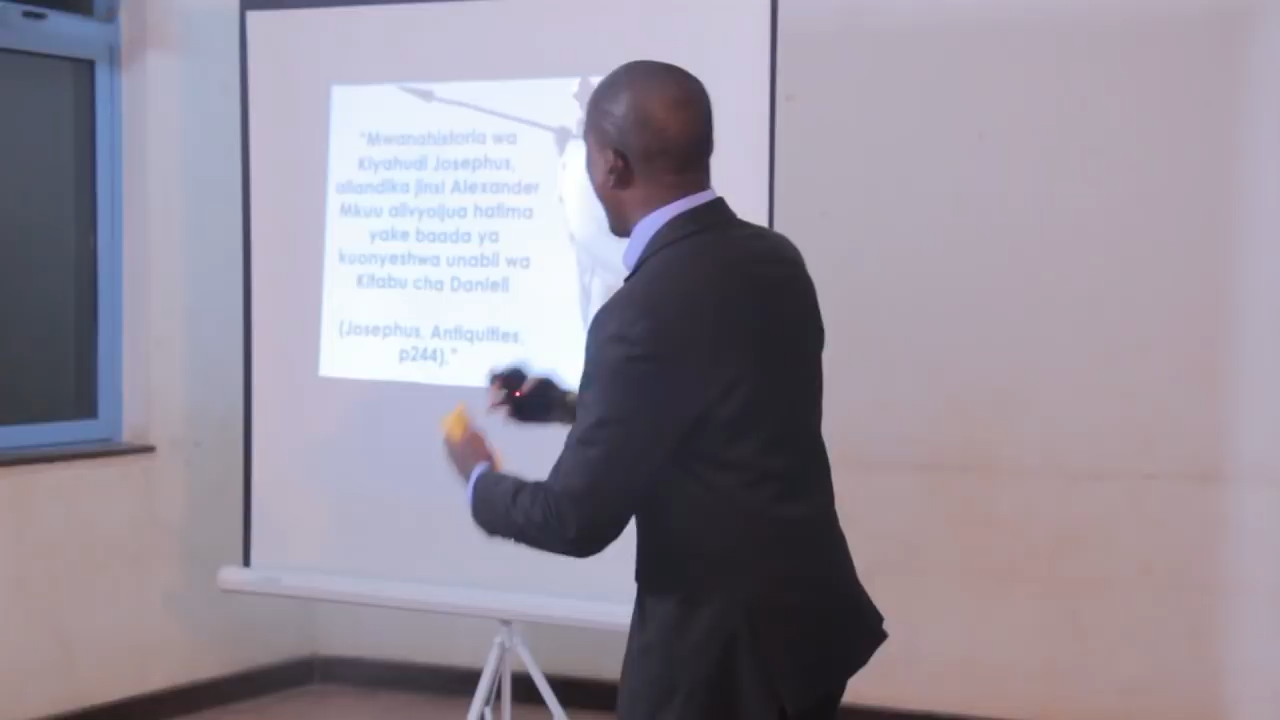 "Mwanahistoria wa
Kiyahudi Josephus,
aliandika jinsi Alexander
Mkuu alivyoijua hatima
yake baada ya
kuonyeshwa unabii wa
Kitabu cha Danieli
(Josephus, Antiquities,
p244)."